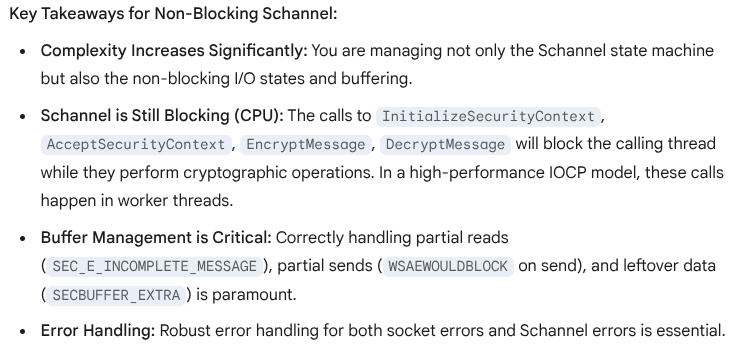 Key Takeaways for Non-Blocking Schannel:
• Complexity Increases Significantly: You are managing not only the Schannel state machine
but also the non-blocking I/O states and buffering.
• Schannel is Still Blocking (CPU): The calls to InitializeSecurityContext,
AcceptSecurityContext, EncryptMessage, DecryptMessage will block the calling thread
while they perform cryptographic operations. In a high-performance IOCP model, these calls
happen in worker threads.
• Buffer Management is Critical: Correctly handling partial reads
(SEC_E_INCOMPLETE_MESSAGE), partial sends (WSAEWOULDBLOCK on send), and leftover data
(SECBUFFER_EXTRA) is paramount.
• Error Handling: Robust error handling for both socket errors and Schannel errors is essential.